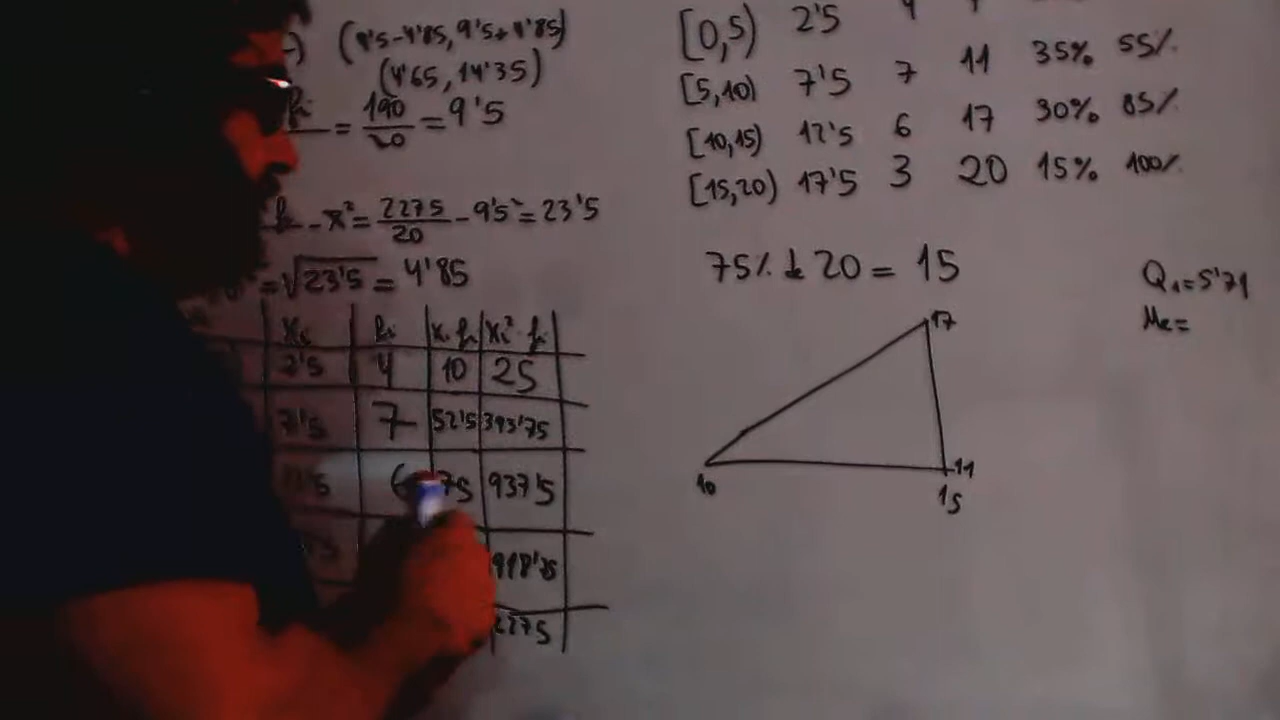 (9'5-4'85, 9'5+4'85)
(4'65, 14'35)
fi
= 190/20 = 9'5
fi - x̄² = 2275/20 - 9'5² = 23'5
= √23'5 = 4'85
xi fi xi·fi xi²·fi
2'5 4 10 25
7'5 7 52'5 393'75
6 75 937'5
918'75
2275
[0,5) 2'5 4
[5,10) 7'5 7 11 35% 55%
[10,15) 12'5 6 17 30% 85%
[15,20) 17'5 3 20 15% 100%
75% de 20 = 15
Q₁=5'71
Me=
17
11
10
15